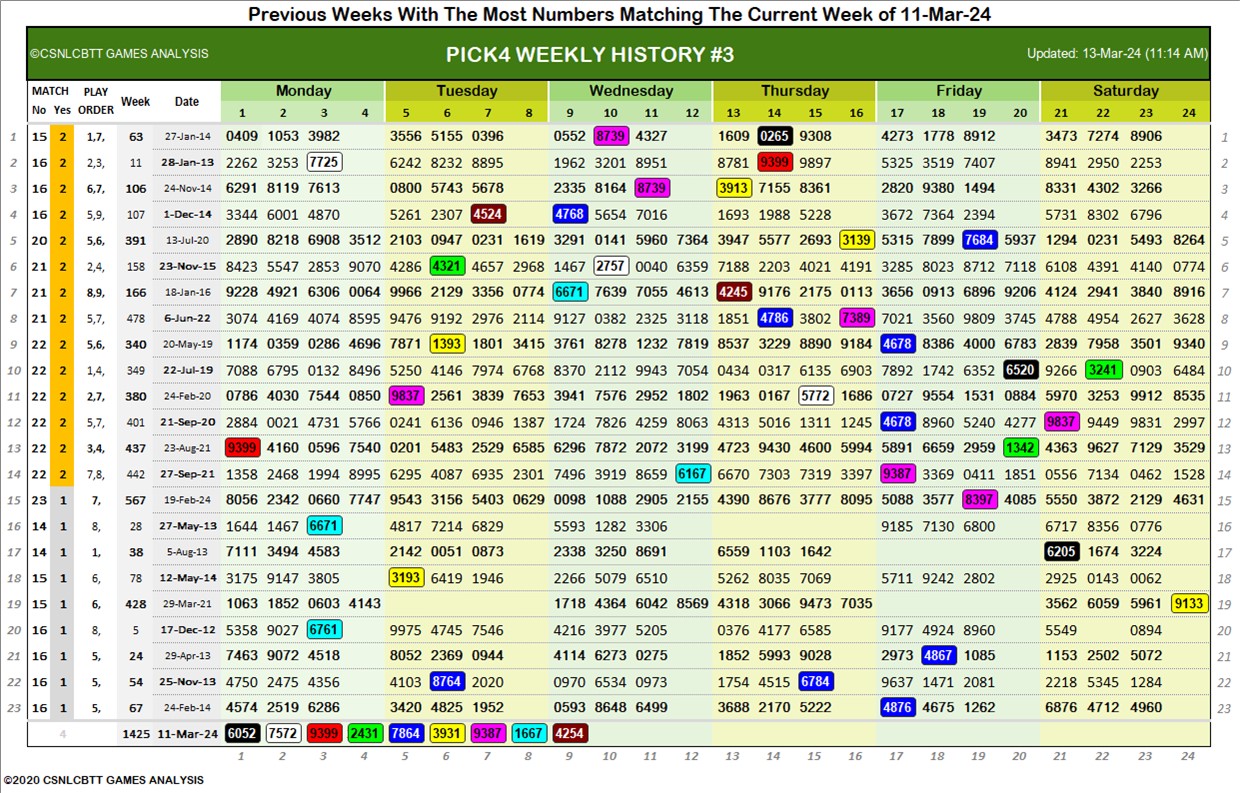 Previous Weeks With The Most Numbers Matching The Current Week of 11-Mar-24
©CSNLCBTT GAMES ANALYSIS PICK4 WEEKLY HISTORY #3 Updated: 13-Mar-24 (11:14 AM)
MATCH PLAY Week Date Monday Tuesday Wednesday Thursday Friday Saturday
No Yes ORDER 1 2 3 4 5 6 7 8 9 10 11 12 13 14 15 16 17 18 19 20 21 22 23 24
1 15 2 1,7, 63 27-Jan-14 0409 1053 3982 3556 5155 0396 0552 8739 4327 1609 0265 9308 4273 1778 8912 3473 7274 8906 1
2 16 2 2,3, 11 28-Jan-13 2262 3253 7725 6242 8232 8895 1962 3201 8951 8781 9399 9897 5325 3519 7407 8941 2950 2253 2
3 16 2 6,7, 106 24-Nov-14 6291 8119 7613 0800 5743 5678 2335 8164 8739 3913 7155 8361 2820 9380 1494 8331 4302 3266 3
4 16 2 5,9, 107 1-Dec-14 3344 6001 4870 5261 2307 4524 4768 5654 7016 1693 1988 5228 3672 7364 2394 5731 8302 6796 4
5 20 2 5,6, 391 13-Jul-20 2890 8218 6908 3512 2103 0947 0231 1619 3291 0141 5960 7364 3947 5577 2693 3139 5315 7899 7684 5937 1294 0231 5493 8264 5
6 21 2 2,4, 158 23-Nov-15 8423 5547 2853 9070 4286 4321 4657 2968 1467 2757 0040 6359 7188 2203 4021 4191 3285 8023 8712 7118 6108 4391 4140 0774 6
7 21 2 8,9, 166 18-Jan-16 9228 4921 6306 0064 9966 2129 3356 0774 6671 7639 7055 4613 4245 9176 2175 0113 3656 0913 6896 9206 4124 2941 3840 8916 7
8 21 2 5,7, 478 6-Jun-22 3074 4169 4074 8595 9476 9192 2976 2114 9127 0382 2325 3118 1851 4786 3802 7389 7021 3560 9809 3745 4788 4954 2627 3628 8
9 22 2 5,6, 340 20-May-19 1174 0359 0286 4696 7871 1393 1801 3415 3761 8278 1232 7819 8537 3229 8890 9184 4678 8386 4000 6783 2839 7958 3501 9340 9
10 22 2 1,4, 349 22-Jul-19 7088 6795 0132 8496 5250 4146 7974 6768 8370 2112 9943 7054 0434 0317 6135 6903 7892 1742 6352 6520 9266 3241 0903 6484 10
11 22 2 2,7, 380 24-Feb-20 0786 4030 7544 0850 9837 2561 3839 7653 3941 7576 2952 1802 1963 0167 5772 1686 0727 9554 1531 0884 5970 3253 9912 8535 11
12 22 2 5,7, 401 21-Sep-20 2884 0021 4731 5776 0241 6136 0946 1387 1724 7828 4259 8063 4313 5016 1311 1245 4678 8960 5240 4277 9837 9449 9831 2997 12
13 22 2 3,4, 437 23-Aug-21 9399 4160 0596 7540 0201 5483 2529 6585 6296 7872 2073 3199 4723 9430 4600 5994 5891 6659 2959 1342 4363 9627 7129 3529 13
14 22 2 7,8, 442 27-Sep-21 1358 2468 1994 8995 6295 4087 6935 2301 7496 3919 8659 6167 6670 7303 7319 3397 9387 3369 0411 1851 0556 7134 0462 1528 14
15 23 1 7, 567 19-Feb-24 8056 2342 0660 7747 9543 3156 5403 0629 0098 1088 2905 2155 4390 8676 3777 8095 5088 3577 8397 4085 5550 3872 2129 4631 15
16 14 1 8, 28 27-May-13 1644 1467 6671 4817 7214 6829 5593 1282 3306 9185 7130 6800 6717 8356 0776 16
17 14 1 1, 38 5-Aug-13 7111 3494 4583 2142 0051 0873 2338 3250 8691 6559 1103 1642 6205 1674 3224 17
18 15 1 6, 78 12-May-14 3175 9147 3805 3193 6419 1946 2266 5079 6510 5262 8035 7069 5711 9242 2802 2925 0143 0062 18
19 15 1 6, 428 29-Mar-21 1063 1852 0603 4143 1718 4364 6042 8569 4318 3066 9473 7035 3562 6059 5961 9133 19
20 16 1 8, 5 17-Dec-12 5358 9027 6761 9975 4745 7546 4216 3977 5205 0376 4177 6585 9177 4924 8960 5549 0894 20
21 16 1 5, 24 29-Apr-13 7463 9072 4518 8052 2369 0944 4114 6273 0275 1852 5993 9028 2973 4867 1085 1153 2502 5072 21
22 16 1 5, 54 25-Nov-13 4750 2475 4356 4103 8764 2020 0970 6534 0973 1754 4515 6784 9637 1471 2081 2218 5345 1284 22
23 16 1 5, 67 24-Feb-14 4574 2519 6286 3420 4825 1952 0593 8648 6499 3688 2170 5222 4876 4675 1262 6876 4712 4960 23
4 1425 11-Mar-24 6052 7572 9399 2431 7864 3931 9387 1667 4254
1 2 3 4 5 6 7 8 9 10 11 12 13 14 15 16 17 18 19 20 21 22 23 24
©2020 CSNLCBTT GAMES ANALYSIS